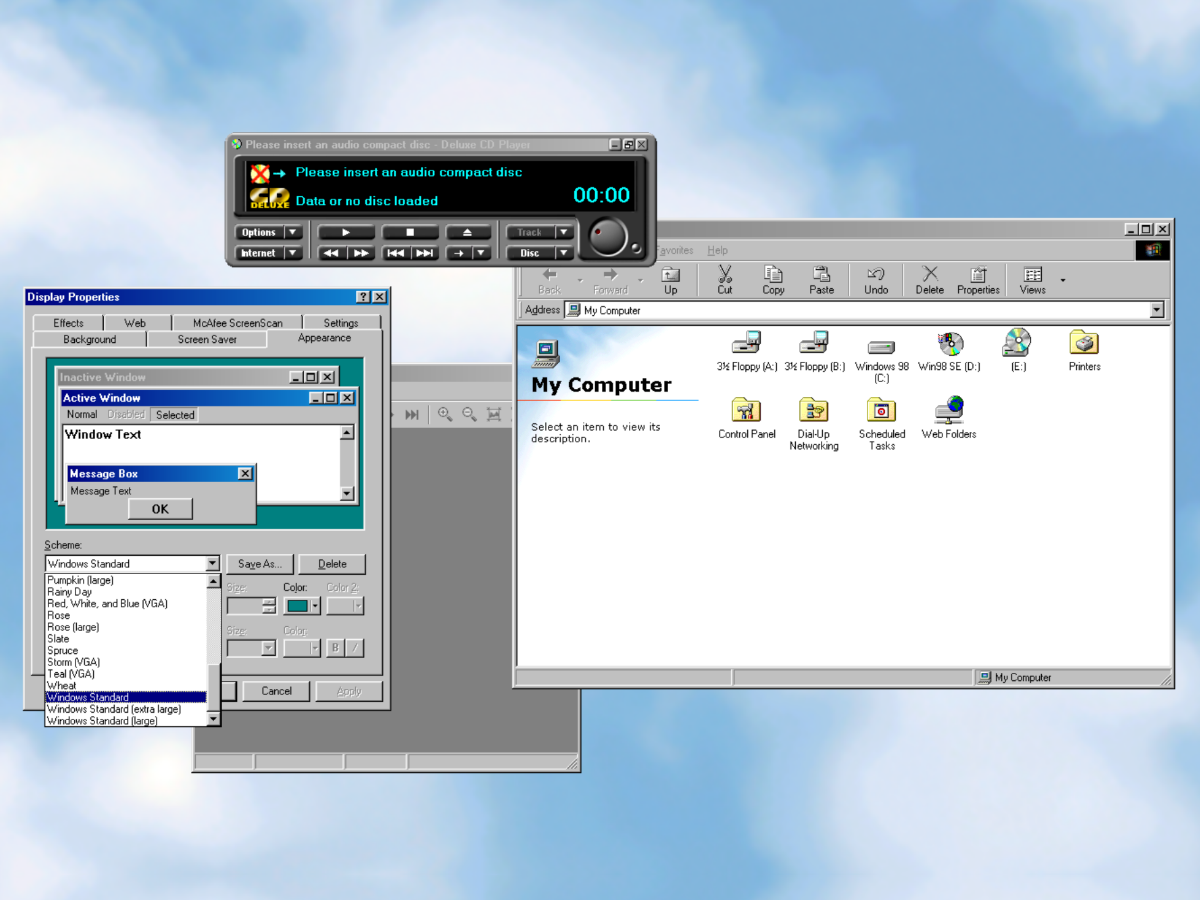 Please insert an audio compact disc - Deluxe CD Player
Please insert an audio compact disc
CD DELUXE
Data or no disc loaded
00:00
Options
Track
Internet
Disc
Favorites Help
Back Forward Up Cut Copy Paste Undo Delete Properties Views
Address My Computer
My Computer
Select an item to view its
description.
3½ Floppy (A:) 3½ Floppy (B:) Windows 98 (C:) Win98 SE (D:) (E:) Printers
Control Panel Dial-Up Networking Scheduled Tasks Web Folders
My Computer
Display Properties
Effects Web McAfee ScreenScan Settings
Background Screen Saver Appearance
Inactive Window
Active Window
Normal Disabled Selected
Window Text
Message Box
Message Text
OK
Scheme:
Windows Standard
Save As... Delete
Size: Color: Color 2:
Size: Color:
B /
Pumpkin (large)
Rainy Day
Red, White, and Blue (VGA)
Rose
Rose (large)
Slate
Spruce
Storm (VGA)
Teal (VGA)
Wheat
Windows Standard
Windows Standard (extra large)
Windows Standard (large)
Cancel Apply